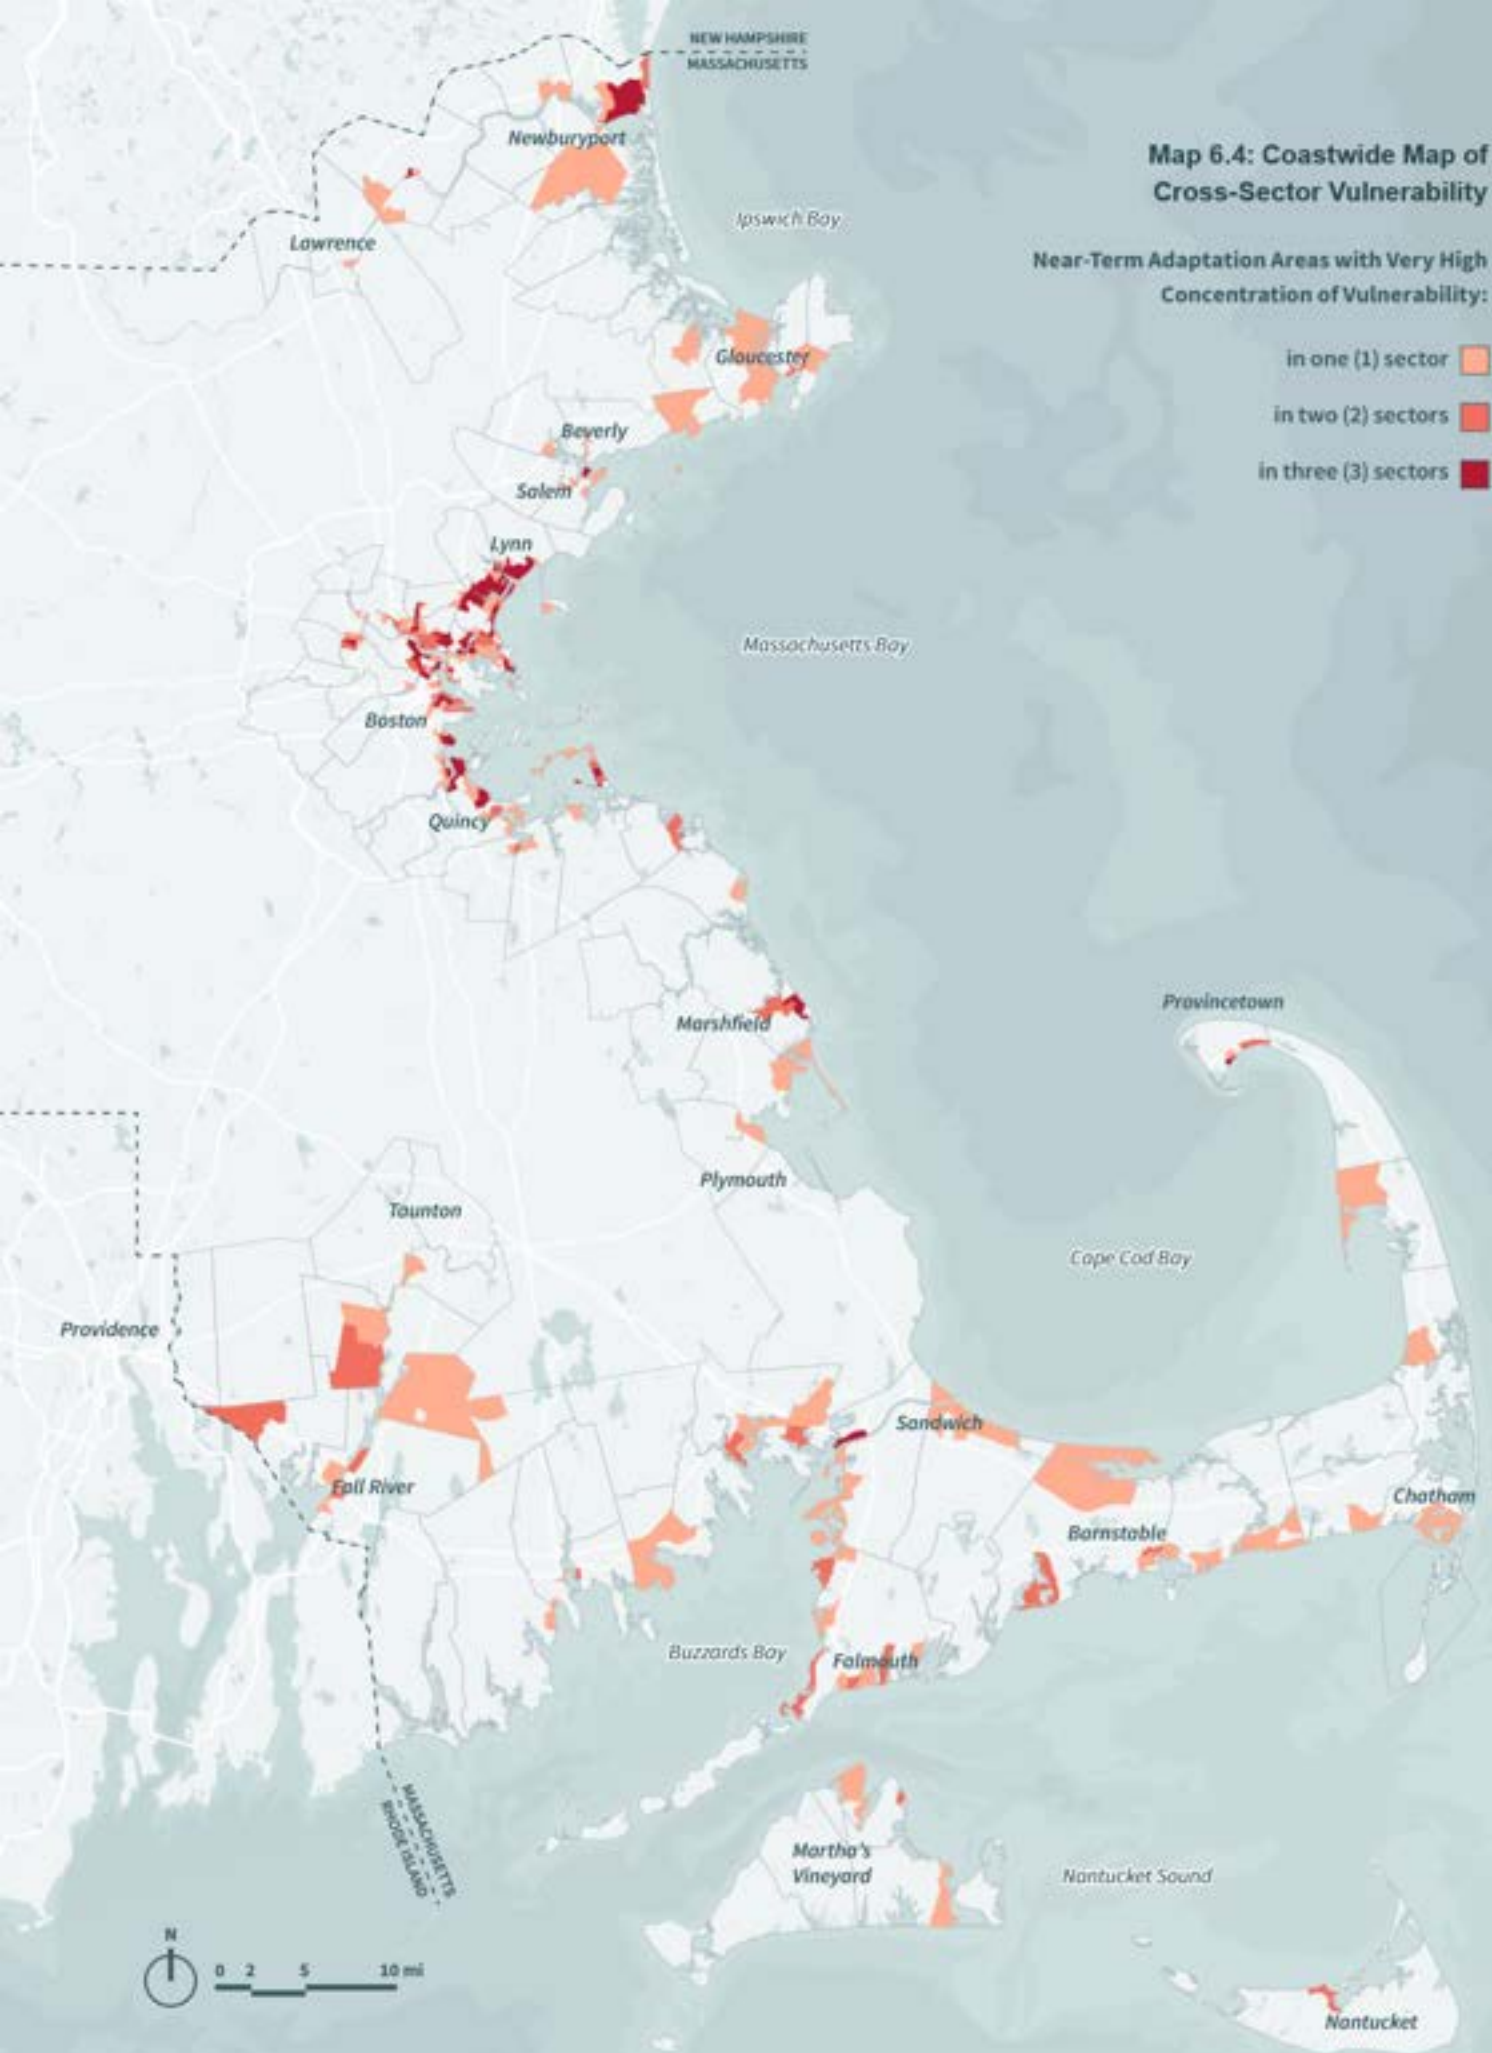 NEW HAMPSHIRE
MASSACHUSETTS
Newburyport
Map 6.4: Coastwide Map of
Cross-Sector Vulnerability
Ipswich Bay
Lawrence
Near-Term Adaptation Areas with Very High
Concentration of Vulnerability:
in one (1) sector
Gloucester
in two (2) sectors
Beverly
in three (3) sectors
Salem
Lynn
Massachusetts Bay
Boston
Quincy
Provincetown
Marshfield
Plymouth
Taunton
Cape Cod Bay
Providence
Sandwich
Fall River
Chatham
Barnstable
Buzzards Bay
Falmouth
MASSACHUSETTS
RHODE ISLAND
Martha's
Vineyard
Nantucket Sound
N
0 2 5 10 mi
Nantucket